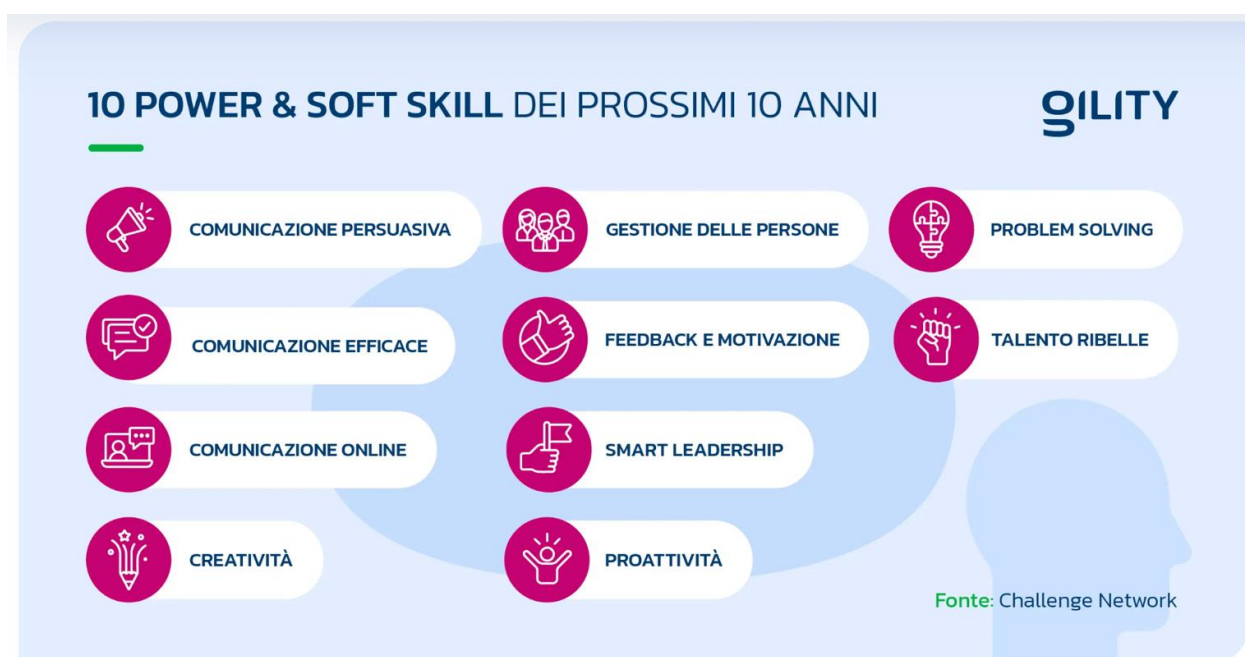 10 POWER & SOFT SKILL DEI PROSSIMI 10 ANNI
gILITY
COMUNICAZIONE PERSUASIVA
COMUNICAZIONE EFFICACE
COMUNICAZIONE ONLINE
CREATIVITÀ
GESTIONE DELLE PERSONE
FEEDBACK E MOTIVAZIONE
SMART LEADERSHIP
PROATTIVITÀ
PROBLEM SOLVING
TALENTO RIBELLE
Fonte: Challenge Network